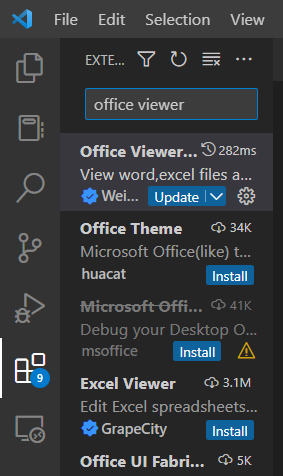 File Edit Selection View
EXTE...
office viewer
Office Viewer... 282ms
View word,excel files a...
Wei... Update
Office Theme 34K
Microsoft Office(like) t...
huacat Install
Microsoft Offi... 41K
Debug your Desktop O...
msoffice Install
9
Excel Viewer 3.1M
Edit Excel spreadsheets...
GrapeCity Install
Office UI Fabri... 5K